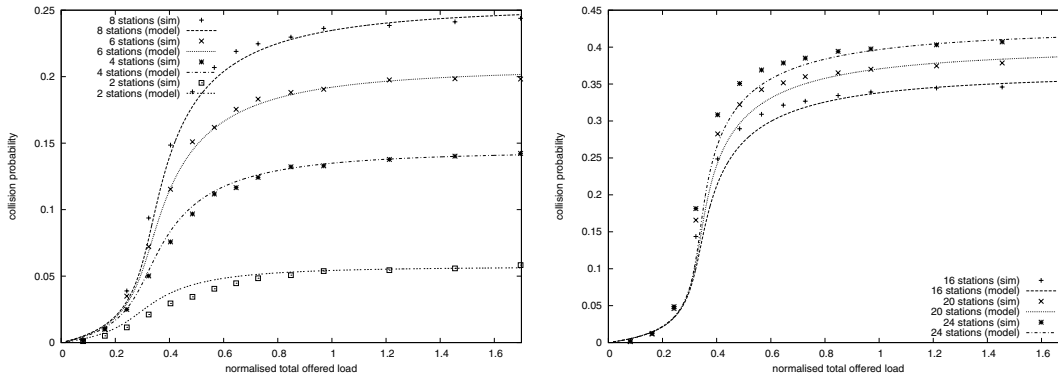 0.25
0.2
0.15
0.1
0.05
0
0 0.2 0.4 0.6 0.8 1 1.2 1.4 1.6
collision probability
normalised total offered load
8 stations (sim)
8 stations (model)
6 stations (sim)
6 stations (model)
4 stations (sim)
4 stations (model)
2 stations (sim)
2 stations (model)
0.45
0.4
0.35
0.3
0.25
0.2
0.15
0.1
0.05
0
0 0.2 0.4 0.6 0.8 1 1.2 1.4 1.6
collision probability
normalised total offered load
16 stations (sim)
16 stations (model)
20 stations (sim)
20 stations (model)
24 stations (sim)
24 stations (model)